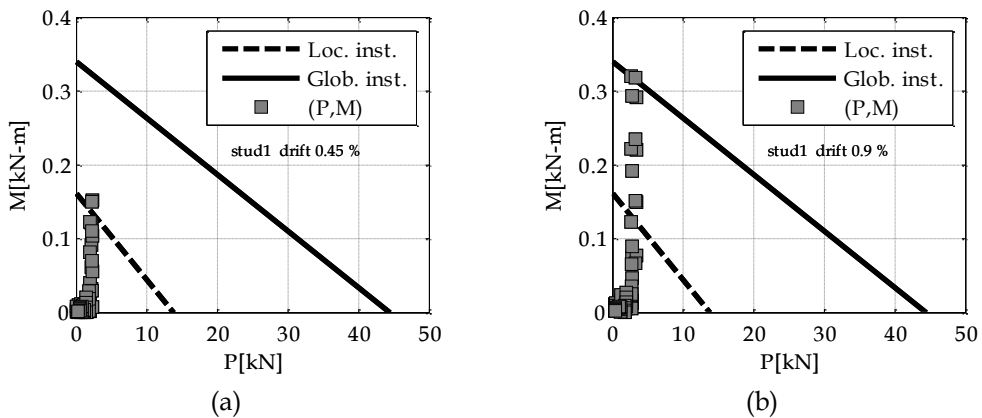 0.4
0.3
0.2
0.1
0
M[kN-m]
Loc. inst.
Glob. inst.
(P,M)
stud1 drift 0.45 %
0 10 20 30 40 50
P[kN]
(a)
0.4
0.3
0.2
0.1
0
M[kN-m]
Loc. inst.
Glob. inst.
(P,M)
stud1 drift 0.9 %
0 10 20 30 40 50
P[kN]
(b)